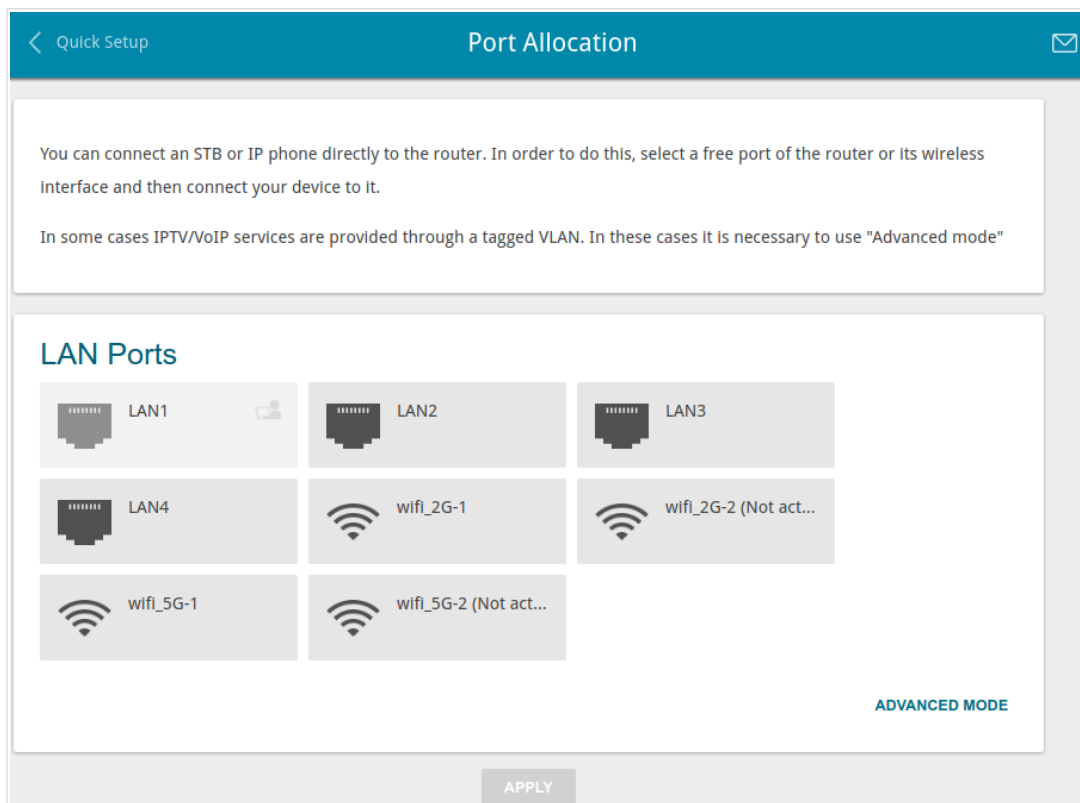 Quick Setup
Port Allocation
You can connect an STB or IP phone directly to the router. In order to do this, select a free port of the router or its wireless
interface and then connect your device to it.
In some cases IPTV/VoIP services are provided through a tagged VLAN. In these cases it is necessary to use "Advanced mode"
LAN Ports
LAN1
LAN2
LAN3
LAN4
wifi_2G-1
wifi_2G-2 (Not act...
wifi_5G-1
wifi_5G-2 (Not act...
ADVANCED MODE
APPLY